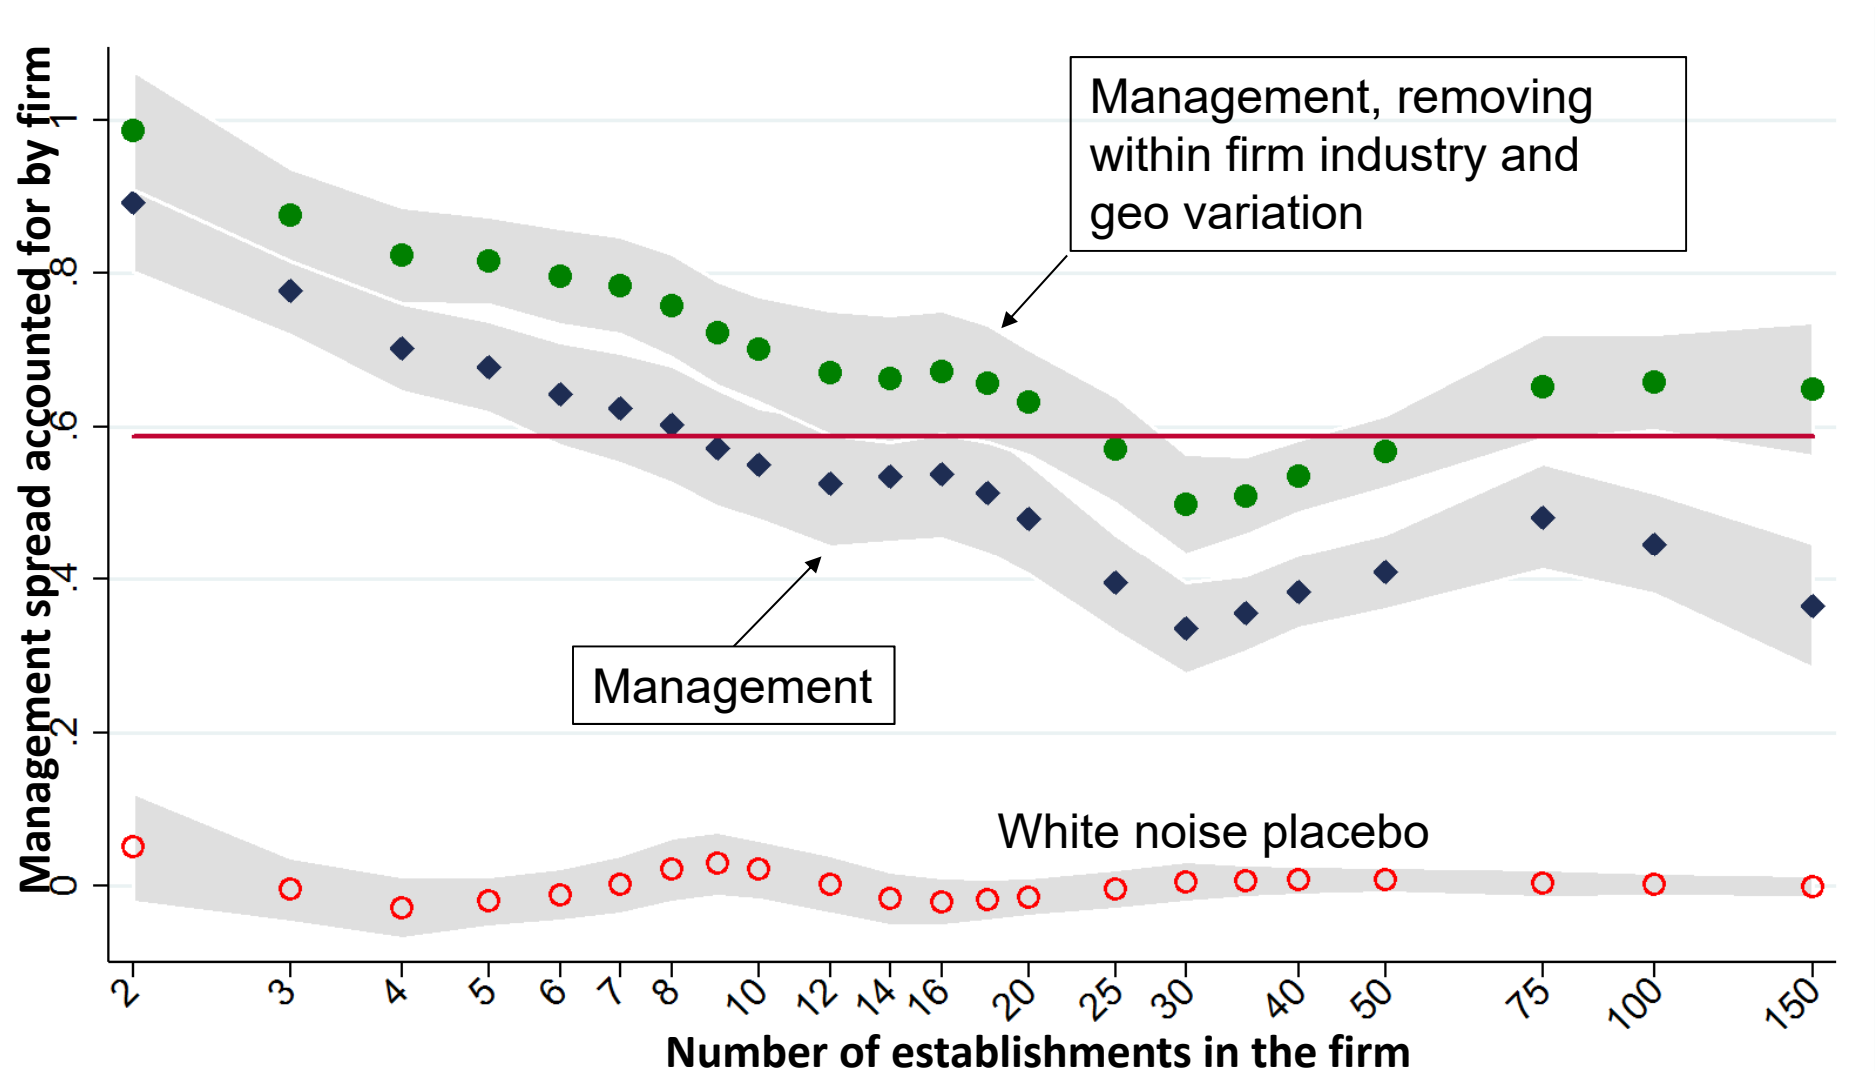 Management spread accounted for by firm
1
.8
.6
.4
.2
0
Management, removing
within firm industry and
geo variation
Management
White noise placebo
2 3 4 5 6 7 8 10 12 14 16 20 25 30 40 50 75 100 150
Number of establishments in the firm